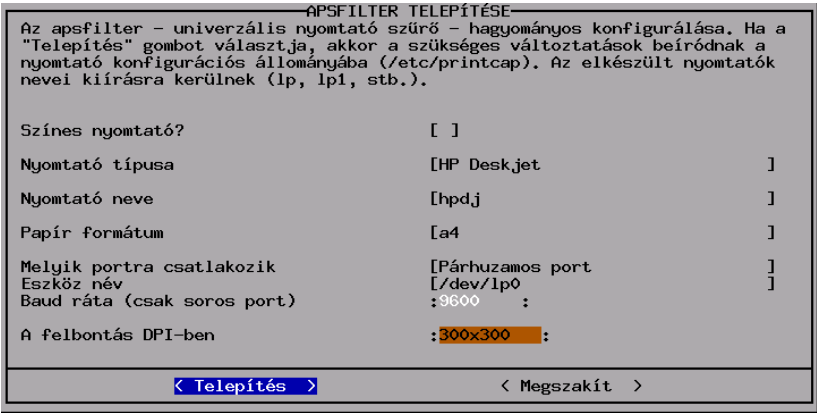 APSFILTER TELEPÍTÉSE
Az apsfilter - univerzális nyomtató szűrő - hagyományos konfigurálása. Ha a
"Telepítés" gombot választja, akkor a szükséges változtatások beíródnak a
nyomtató konfigurációs állományába (/etc/printcap). Az elkészült nyomtatók
nevei kiírásra kerülnek (lp, lp1, stb.).
Színes nyomtató? [ ]
Nyomtató típusa [HP Deskjet ]
Nyomtató neve [hpdj ]
Papír formátum [a4 ]
Melyik portra csatlakozik [Párhuzamos port ]
Eszköz név [/dev/lp0 ]
Baud ráta (csak soros port) :9600 :
A felbontás DPI-ben :300x300 :
< Telepítés > < Megszakít >